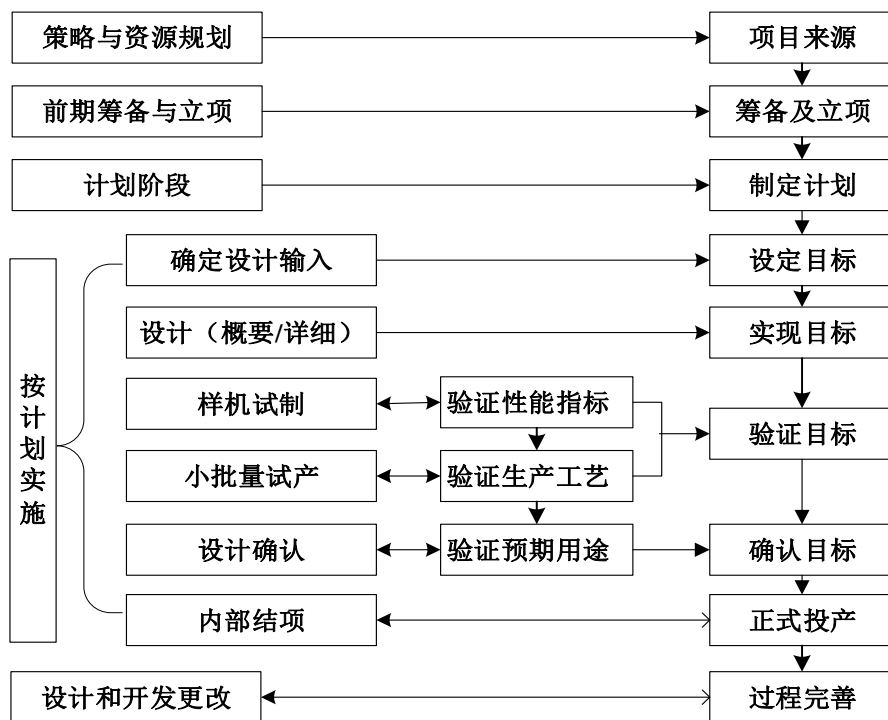 策略与资源规划
项目来源
前期筹备与立项
筹备及立项
计划阶段
制定计划
按计划实施
确定设计输入
设定目标
设计（概要/详细）
实现目标
样机试制
验证性能指标
验证目标
小批量试产
验证生产工艺
设计确认
验证预期用途
确认目标
内部结项
正式投产
设计和开发更改
过程完善